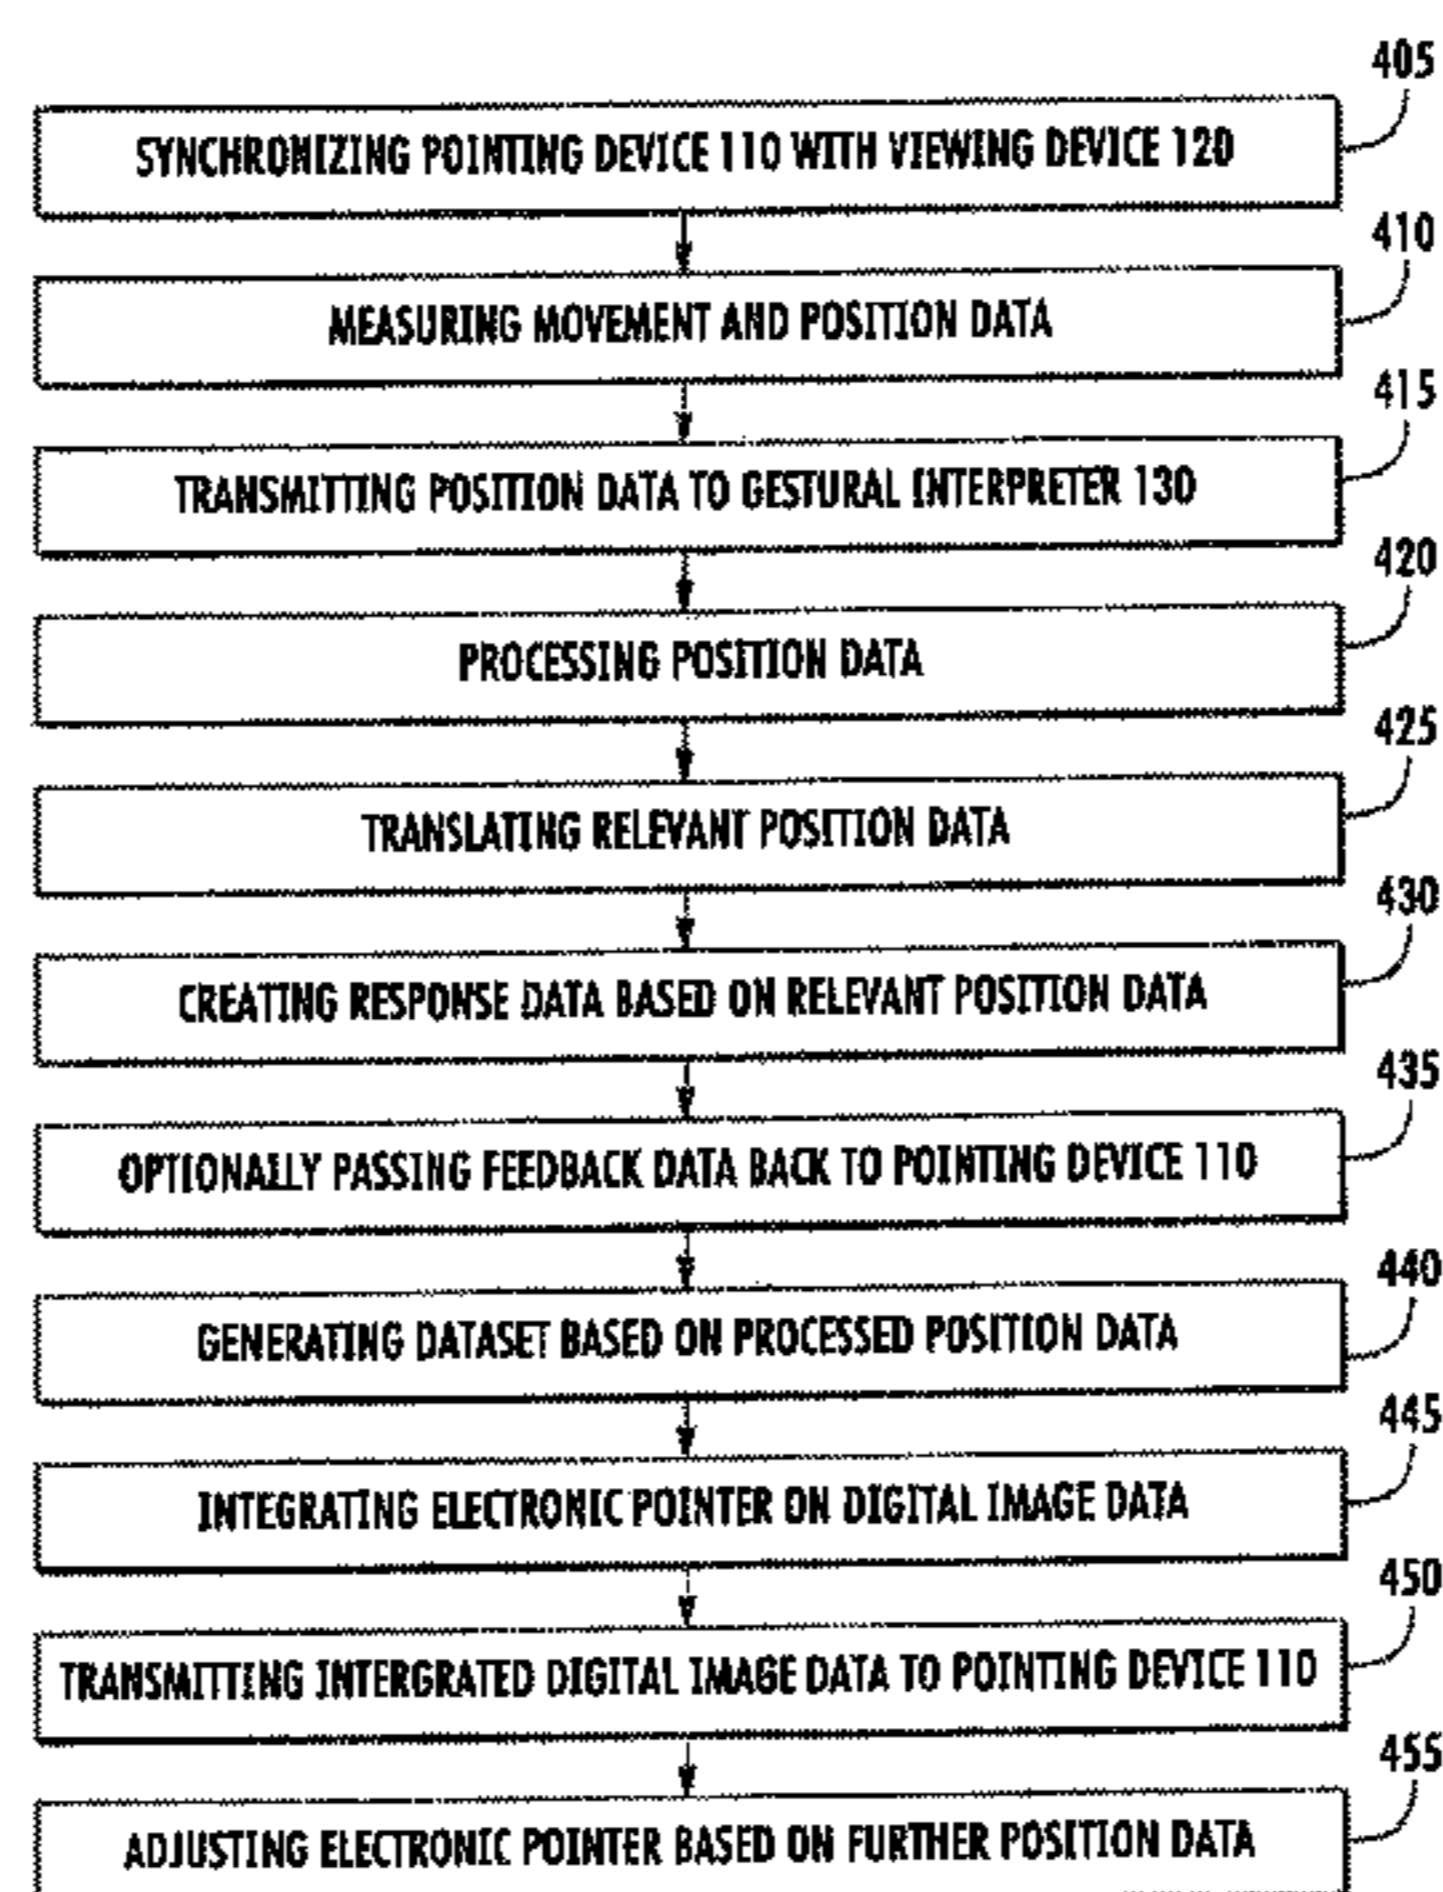 405
SYNCHRONIZING POINTING DEVICE 110 WITH VIEWING DEVICE 120
410
MEASURING MOVEMENT AND POSITION DATA
415
TRANSMITTING POSITION DATA TO GESTURAL INTERPRETER 130
420
PROCESSING POSITION DATA
425
TRANSLATING RELEVANT POSITION DATA
430
CREATING RESPONSE DATA BASED ON RELEVANT POSITION DATA
435
OPTIONALLY PASSING FEEDBACK DATA BACK TO POINTING DEVICE 110
440
GENERATING DATASET BASED ON PROCESSED POSITION DATA
445
INTEGRATING ELECTRONIC POINTER ON DIGITAL IMAGE DATA
450
TRANSMITTING INTERGRATED DIGITAL IMAGE DATA TO POINTING DEVICE 110
455
ADJUSTING ELECTRONIC POINTER BASED ON FURTHER POSITION DATA